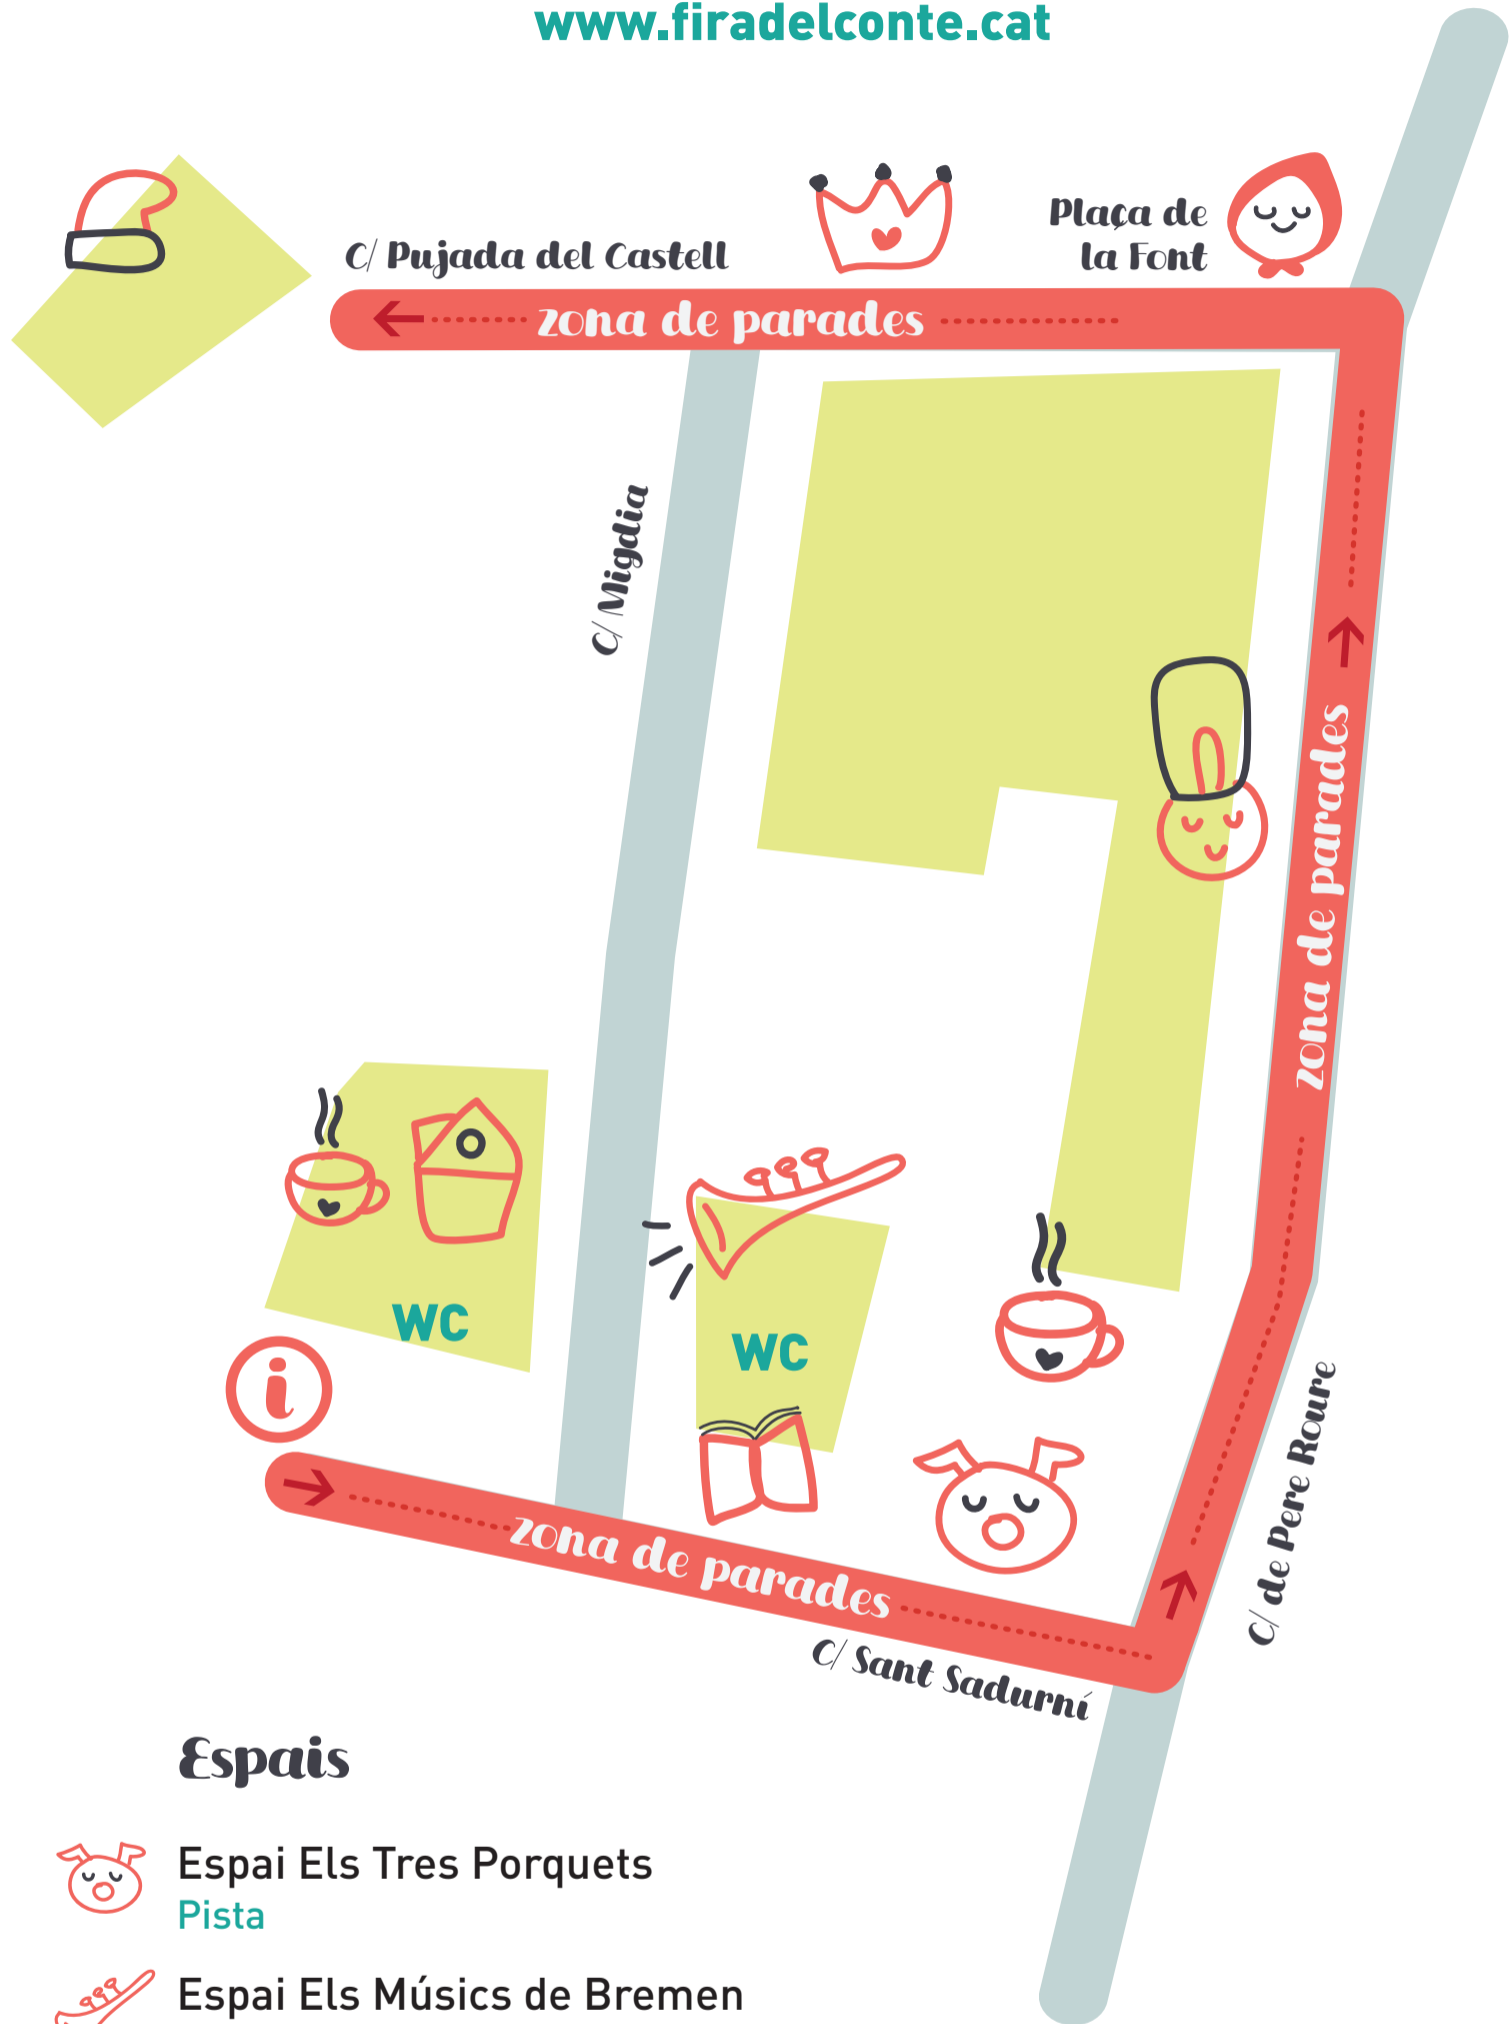 www.firadelconte.cat
Plaça de
la Font
C/ Pujada del Castell
zona de parades
C/ Migdia
zona de parades
WC
WC
i
zona de parades
C/ de Pere Roure
C/ Sant Sadurní
Espais
Espai Els Tres Porquets
Pista
Espai Els Músics de Bremen